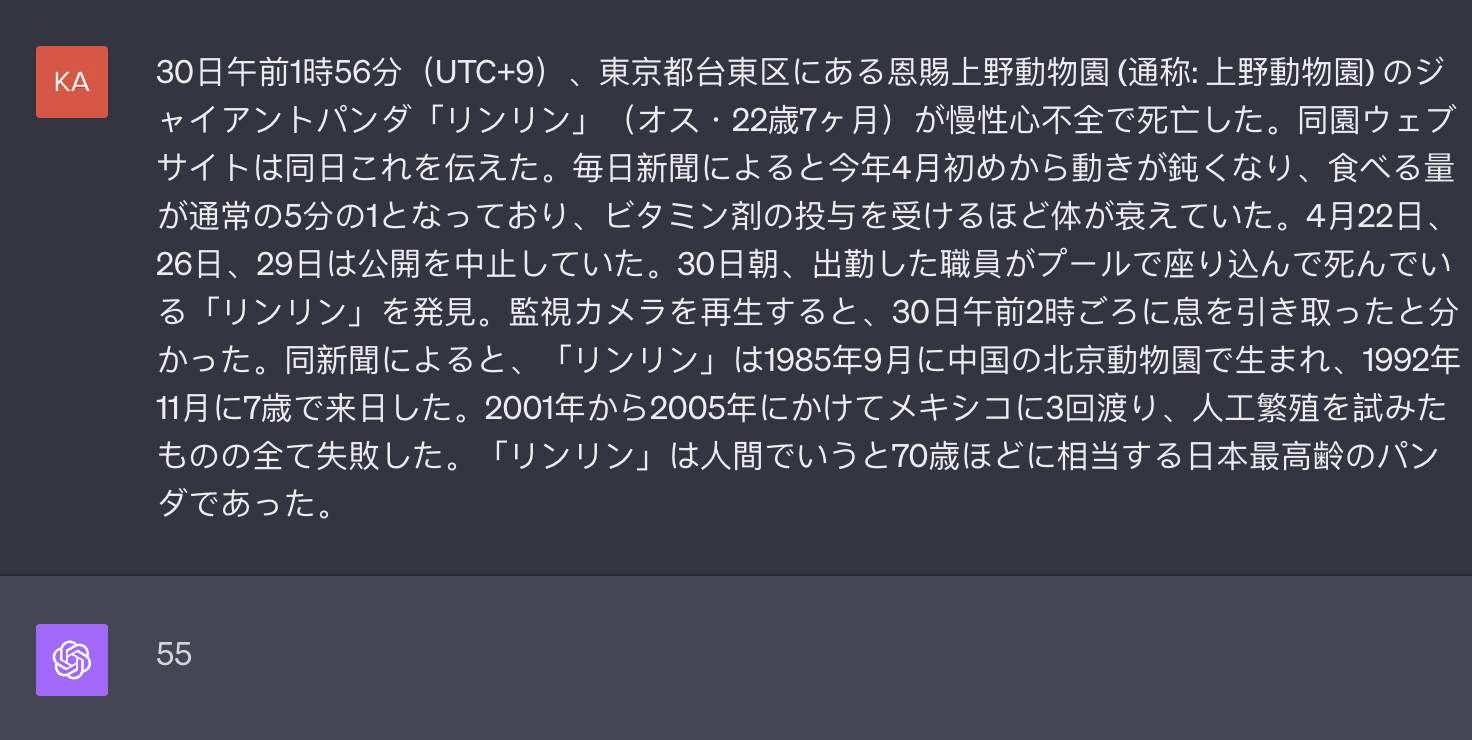 KA
30日午前1時56分（UTC+9）、東京都台東区にある恩賜上野動物園 (通称: 上野動物園) のジ
ャイアントパンダ「リンリン」（オス・22歳7ヶ月）が慢性心不全で死亡した。同園ウェブ
サイトは同日これを伝えた。毎日新聞によると今年4月初めから動きが鈍くなり、食べる量
が通常の5分の1となっており、ビタミン剤の投与を受けるほど体が衰えていた。4月22日、
26日、29日は公開を中止していた。30日朝、出勤した職員がプールで座り込んで死んでい
る「リンリン」を発見。監視カメラを再生すると、30日午前2時ごろに息を引き取ったと分
かった。同新聞によると、「リンリン」は1985年9月に中国の北京動物園で生まれ、1992年
11月に7歳で来日した。2001年から2005年にかけてメキシコに3回渡り、人工繁殖を試みた
ものの全て失敗した。「リンリン」は人間でいうと70歳ほどに相当する日本最高齢のパン
ダであった。
55